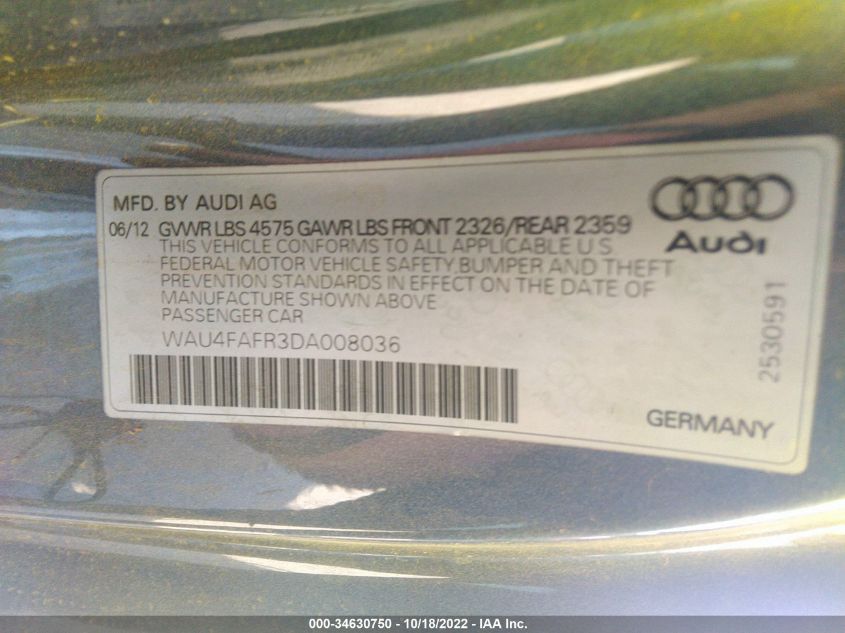 MFD. BY AUDI AG
06/12 GVWR LBS 4575 GAWR LBS FRONT 2326/REAR 2359
THIS VEHICLE CONFORMS TO ALL APPLICABLE U S
FEDERAL MOTOR VEHICLE SAFETY,BUMPER AND THEFT
PREVENTION STANDARDS IN EFFECT ON THE DATE OF
MANUFACTURE SHOWN ABOVE
PASSENGER CAR
WAU4FAFR3DA008036
Audi
2530591
GERMANY
000-34630750 - 10/18/2022 - IAA Inc.